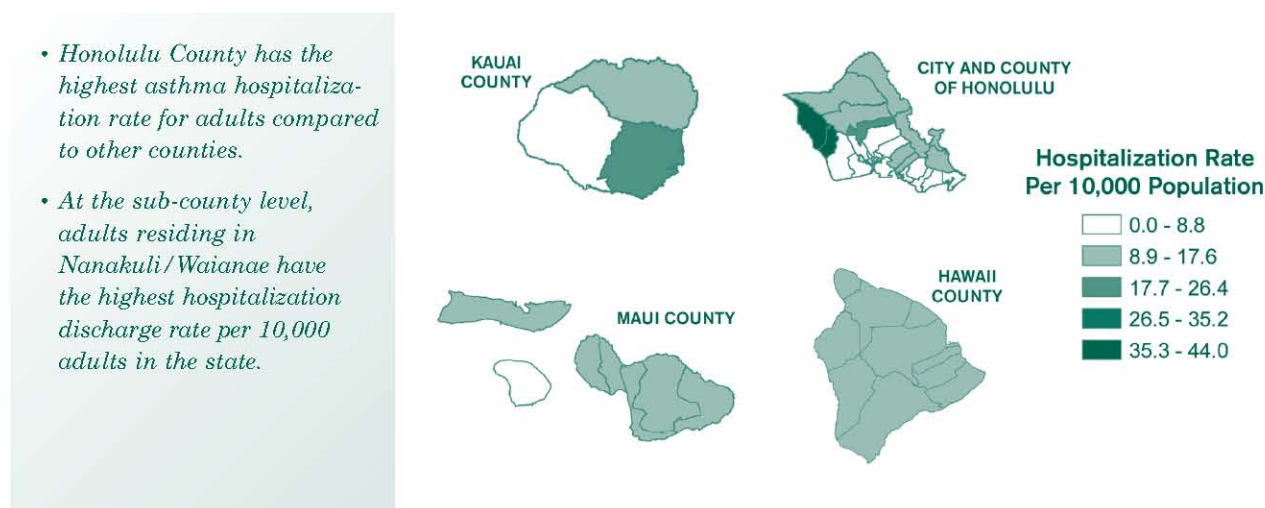 • Honolulu County has the
highest asthma hospitaliza-
tion rate for adults compared
to other counties.
• At the sub-county level,
adults residing in
Nanakuli/Waianae have
the highest hospitalization
discharge rate per 10,000
adults in the state.
KAUAI
COUNTY
CITY AND COUNTY
OF HONOLULU
MAUI COUNTY
HAWAII
COUNTY
Hospitalization Rate
Per 10,000 Population
0.0 - 8.8
8.9 - 17.6
17.7 - 26.4
26.5 - 35.2
35.3 - 44.0